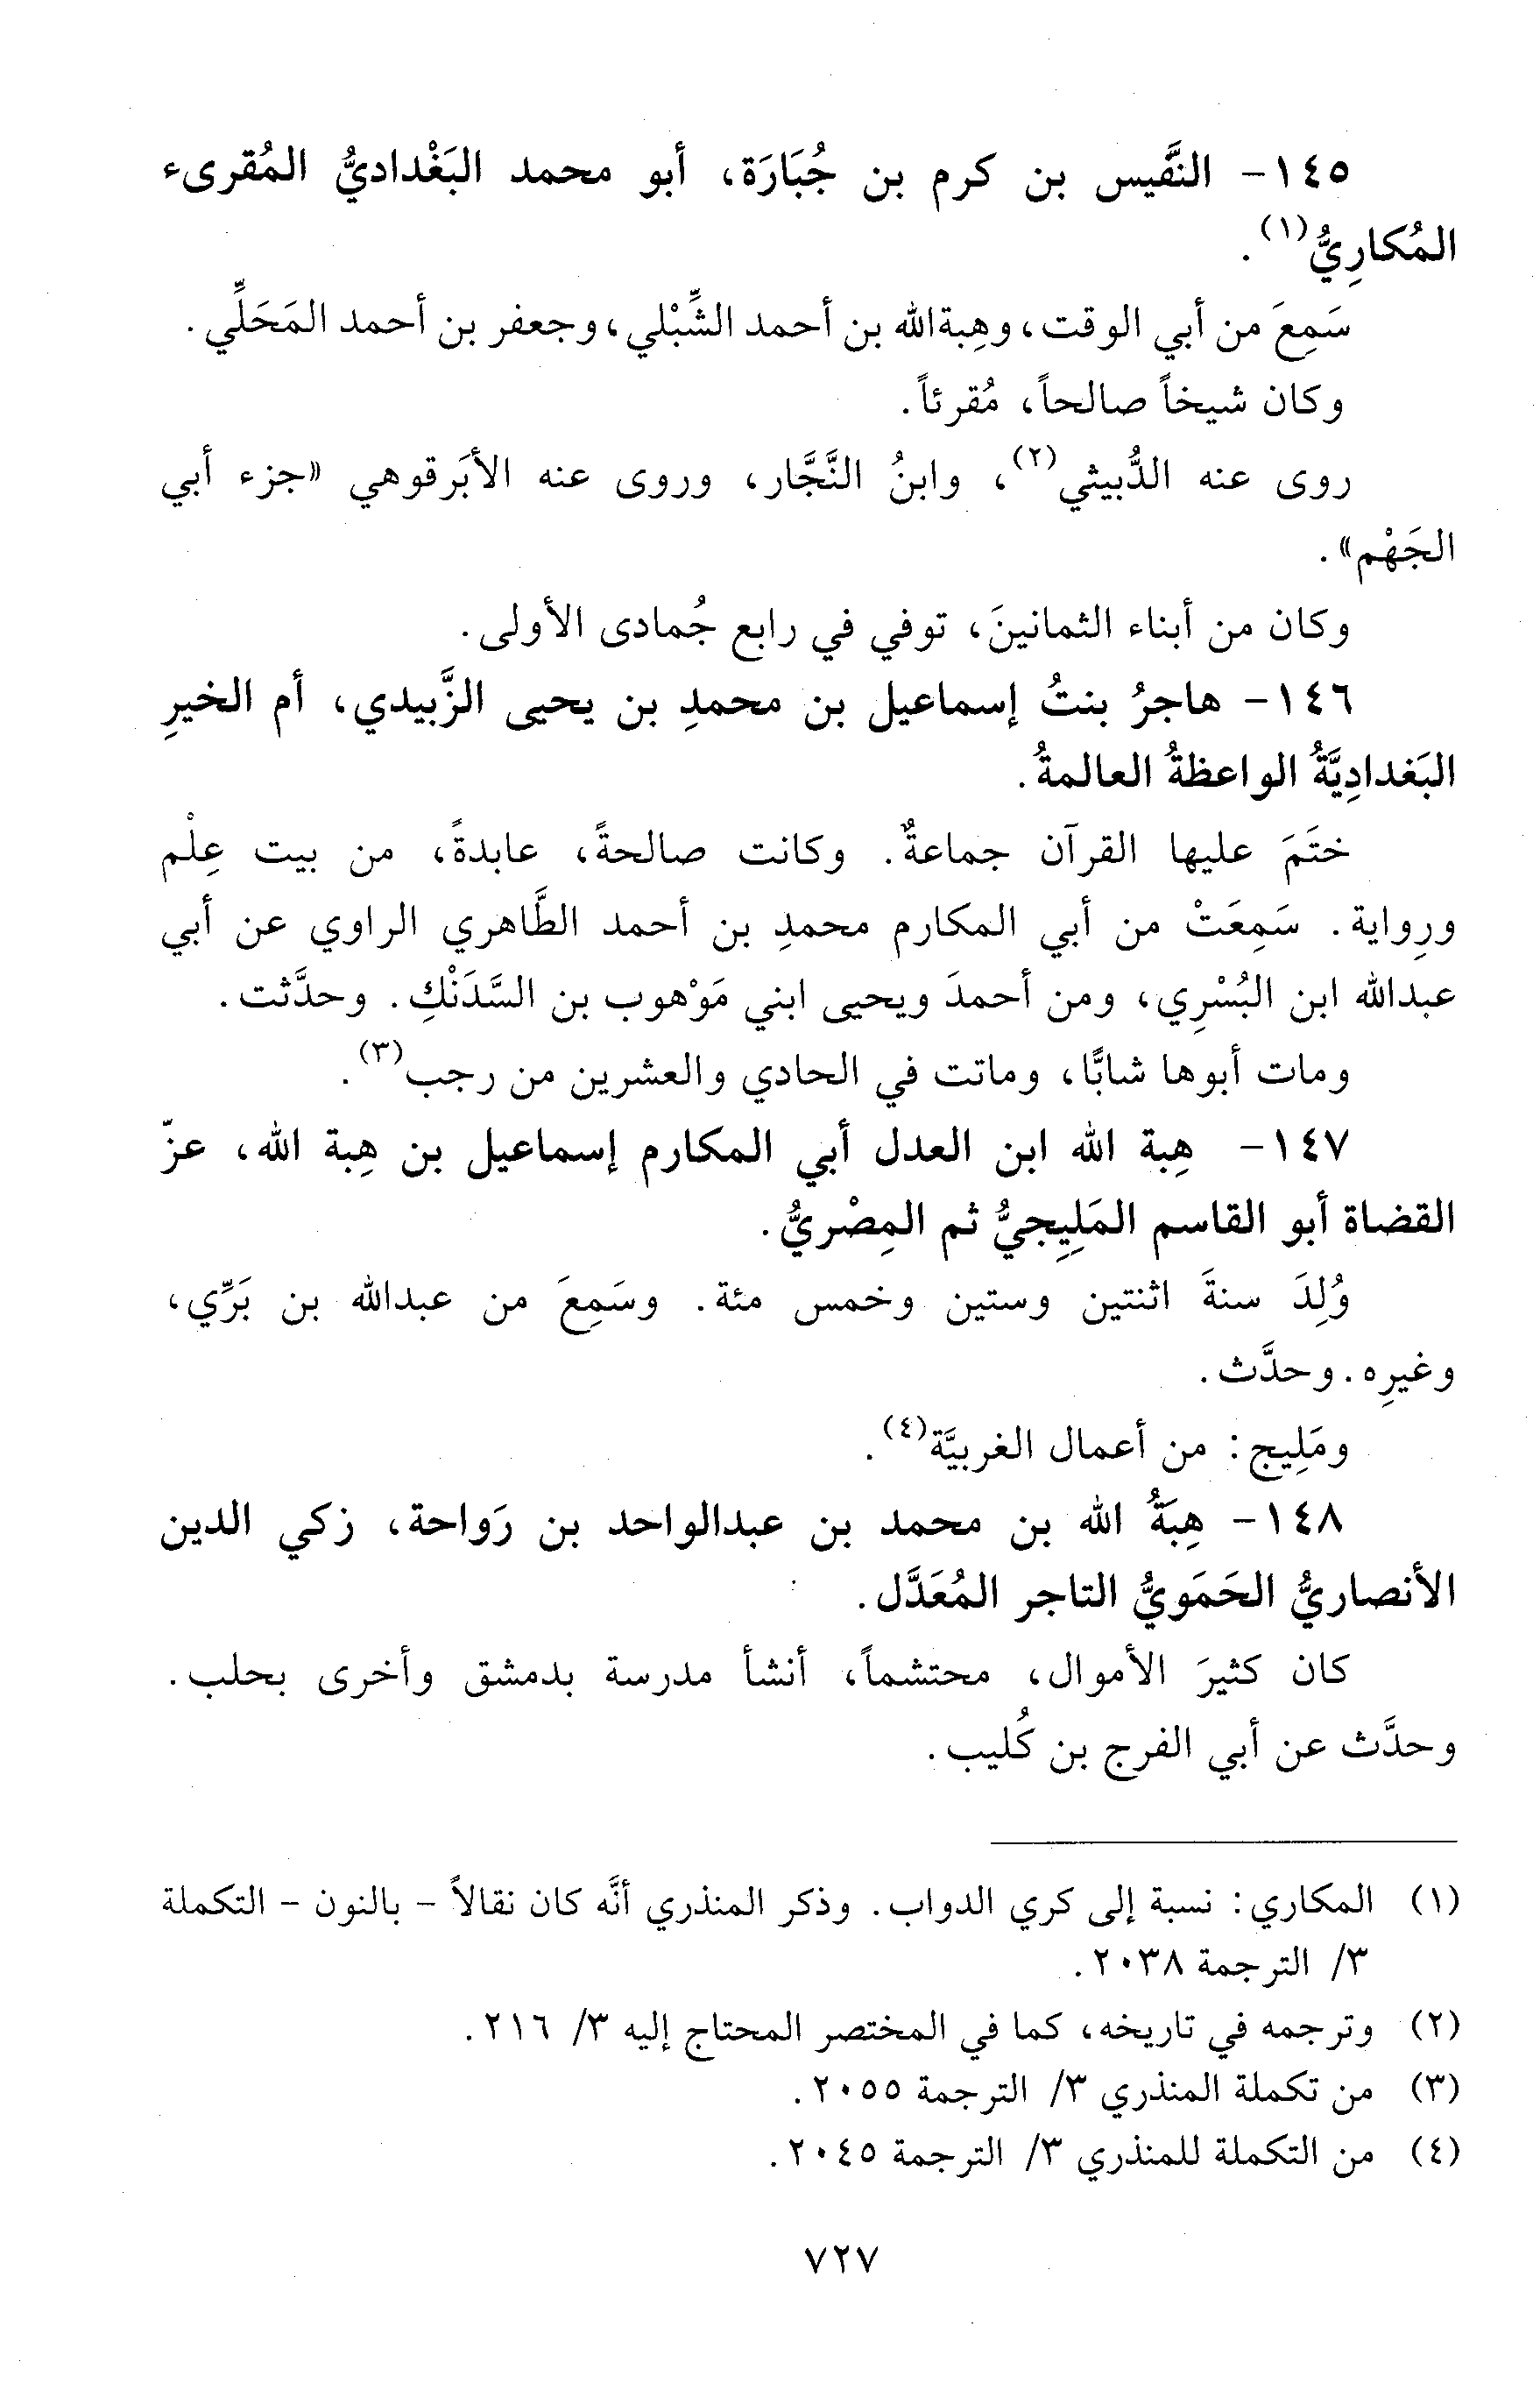 ١٤٥- النَّفيس بن كرم بن جُبَارَة، أبو محمد البَغْداديُّ المُقرىء
المُكارِيُّ(١).
سَمِعَ من أبي الوقت، وهِبةالله بن أحمد الشِّبْلي، وجعفر بن أحمد المَحَلِّي.
وكان شيخاً صالحاً، مُقرئاً.
روى عنه الدُّبيثي(٢)، وابنُ النَّجَّار، وروى عنه الأبَرقوهي «جزء أبي
الجَهْم».
وكان من أبناء الثمانينَ، توفي في رابع جُمادى الأولى.
١٤٦- هاجرُ بنتُ إسماعيل بن محمدِ بن يحيى الزَّبيدي، أم الخيرِ
البَغدادِيَّةُ الواعظةُ العالمةُ.
ختَمَ عليها القرآن جماعةٌ. وكانت صالحةً، عابدةً، من بيت عِلْم
ورِواية. سَمِعَتْ من أبي المكارم محمدِ بن أحمد الطَّاهري الراوي عن أبي
عبدالله ابن البُسْرِي، ومن أحمدَ ويحيى ابني مَوْهوب بن السَّدَنْكِ. وحدَّثت.
ومات أبوها شابًّا، وماتت في الحادي والعشرين من رجب(٣).
١٤٧- هِبة الله ابن العدل أبي المكارم إسماعيل بن هِبة الله، عزّ
القضاة أبو القاسم المَلِيجيُّ ثم المِصْريُّ.
وُلِدَ سنةَ اثنتين وستين وخمس مئة. وسَمِعَ من عبدالله بن بَرِّي،
وغيرِه. وحدَّث.
ومَلِيج: من أعمال الغربيَّة(٤).
١٤٨- هِبَةُ الله بن محمد بن عبدالواحد بن رَواحة، زكي الدين
الأنصاريُّ الحَمَويُّ التاجر المُعَدَّل.
كان كثيرَ الأموال، محتشماً، أنشأ مدرسة بدمشق وأخرى بحلب.
وحدَّث عن أبي الفرج بن كُليب.
(١) المكاري: نسبة إلى كري الدواب. وذكر المنذري أنَّه كان نقالاً - بالنون - التكملة
٣/ الترجمة ٢٠٣٨.
(٢) وترجمه في تاريخه، كما في المختصر المحتاج إليه ٣/ ٢١٦.
(٣) من تكملة المنذري ٣/ الترجمة ٢٠٥٥.
(٤) من التكملة للمنذري ٣/ الترجمة ٢٠٤٥.
٧٢٧